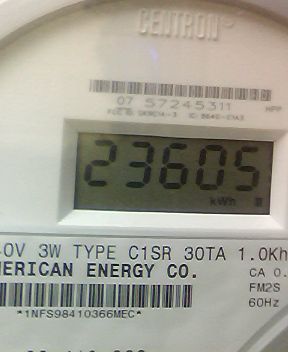 CENTRON
07 57245311
23605
kWh
40V 3W TYPE C1SR 30TA 1.0Kh
MERICAN ENERGY CO.
CA 0.
FM2S
60Hz
*1NFS98410366MEC*